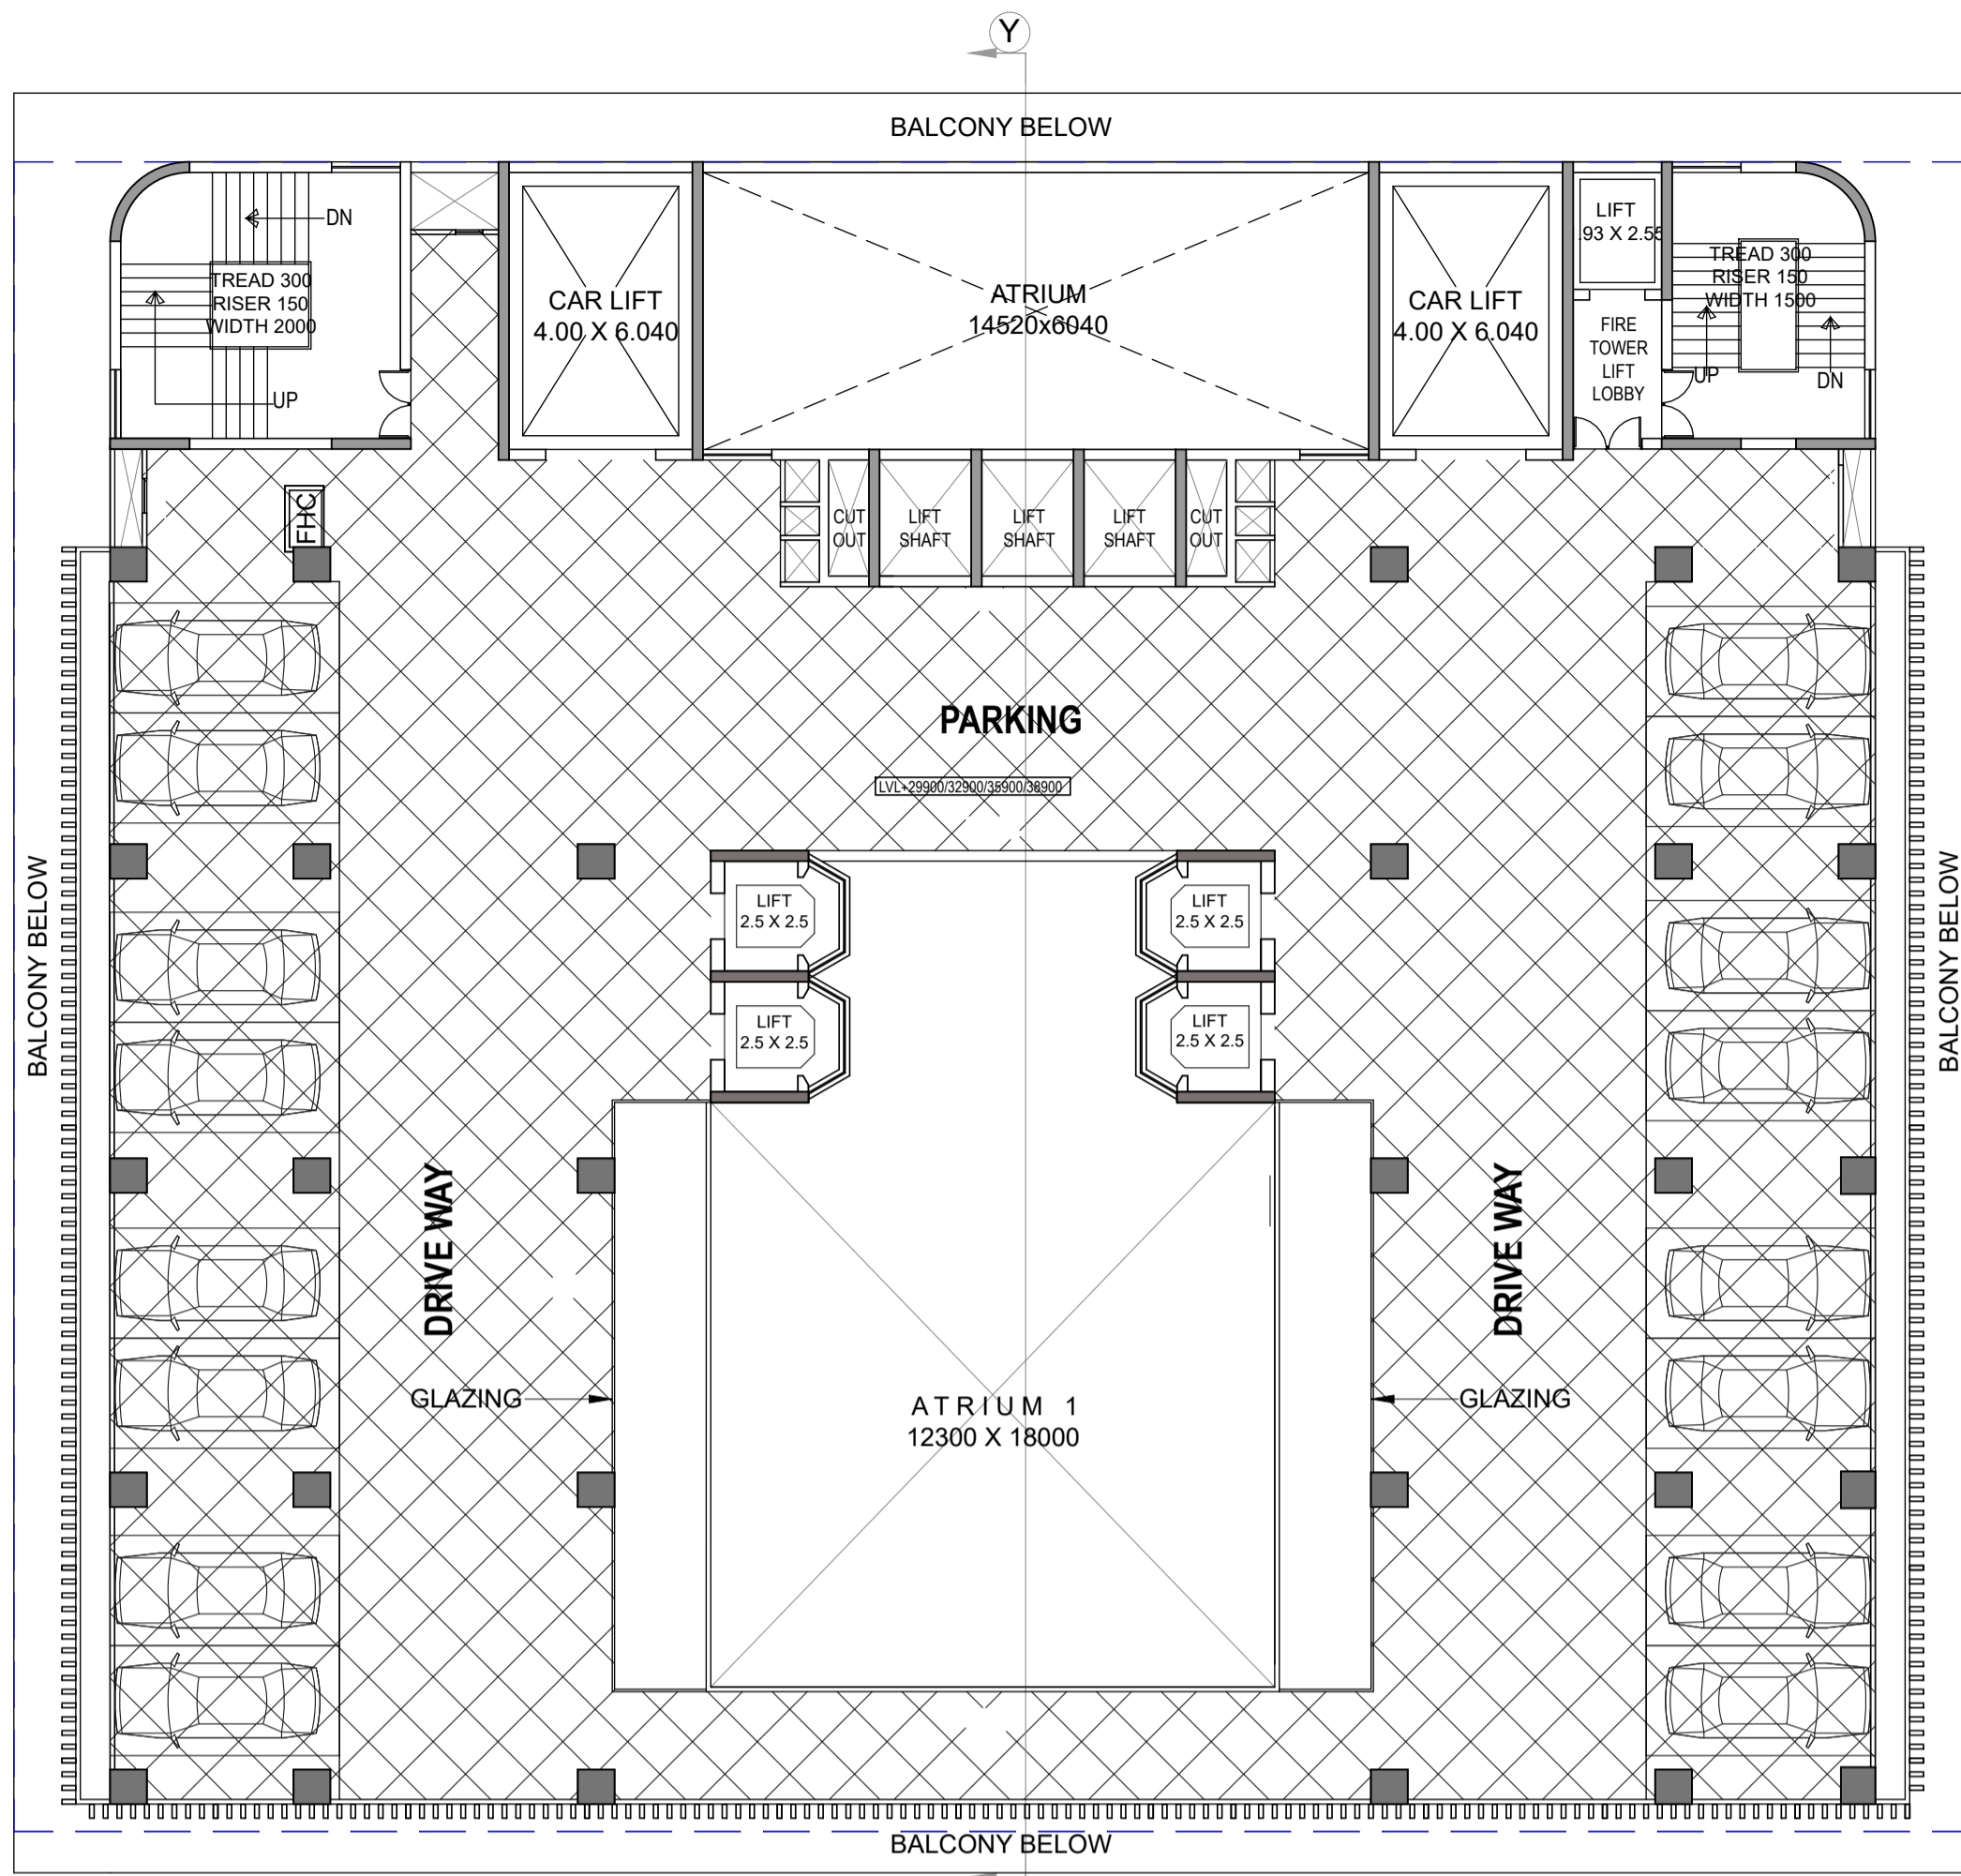 Y
BALCONY BELOW
DN
TREAD 300
RISER 150
WIDTH 2000
UP
CAR LIFT
4.00 X 6.040
ATRIUM
14520x6040
CAR LIFT
4.00 X 6.040
LIFT
.93 X 2.55
FIRE
TOWER
LIFT
LOBBY
TREAD 300
RISER 150
WIDTH 1500
UP
DN
FHC
CUT
OUT
LIFT
SHAFT
LIFT
SHAFT
LIFT
SHAFT
CUT
OUT
PARKING
LVL+29900/32900/35900/38900
BALCONY BELOW
LIFT
2.5 X 2.5
LIFT
2.5 X 2.5
LIFT
2.5 X 2.5
LIFT
2.5 X 2.5
BALCONY BELOW
DRIVE WAY
DRIVE WAY
GLAZING
ATRIUM 1
12300 X 18000
GLAZING
BALCONY BELOW